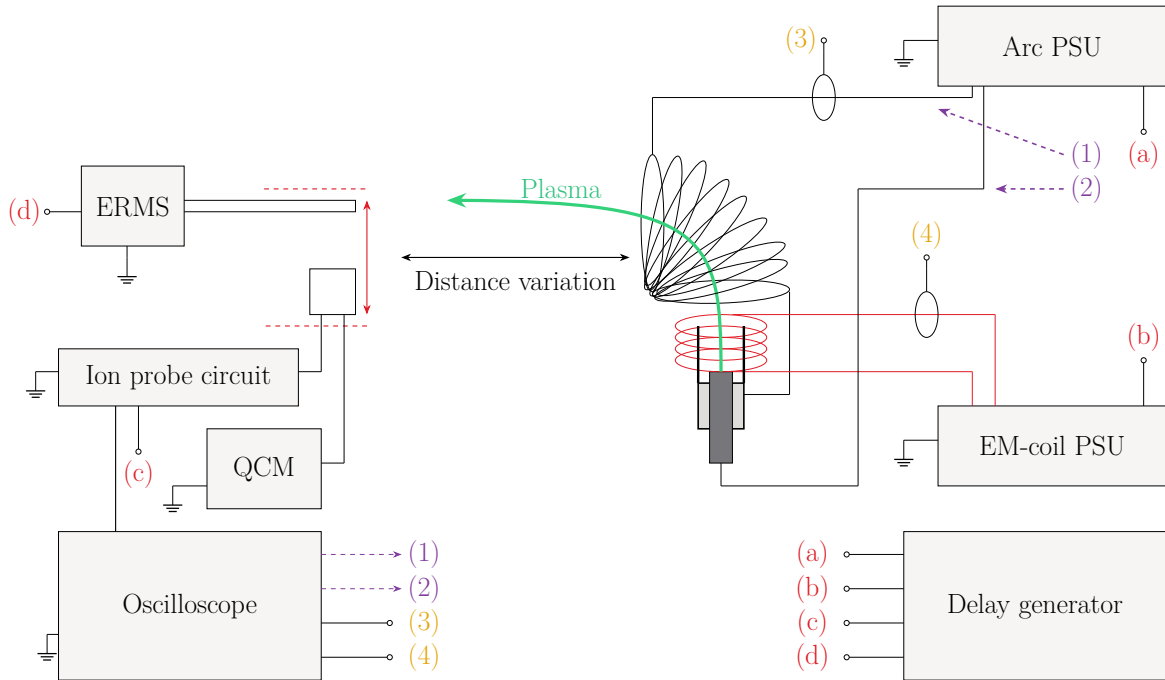 (3)
Arc PSU
(1)
(a)
(2)
Plasma
ERMS
(d)
(4)
Distance variation
(b)
Ion probe circuit
EM-coil PSU
QCM
(c)
(1)
(a)
(2)
(b)
Oscilloscope
Delay generator
(3)
(c)
(4)
(d)